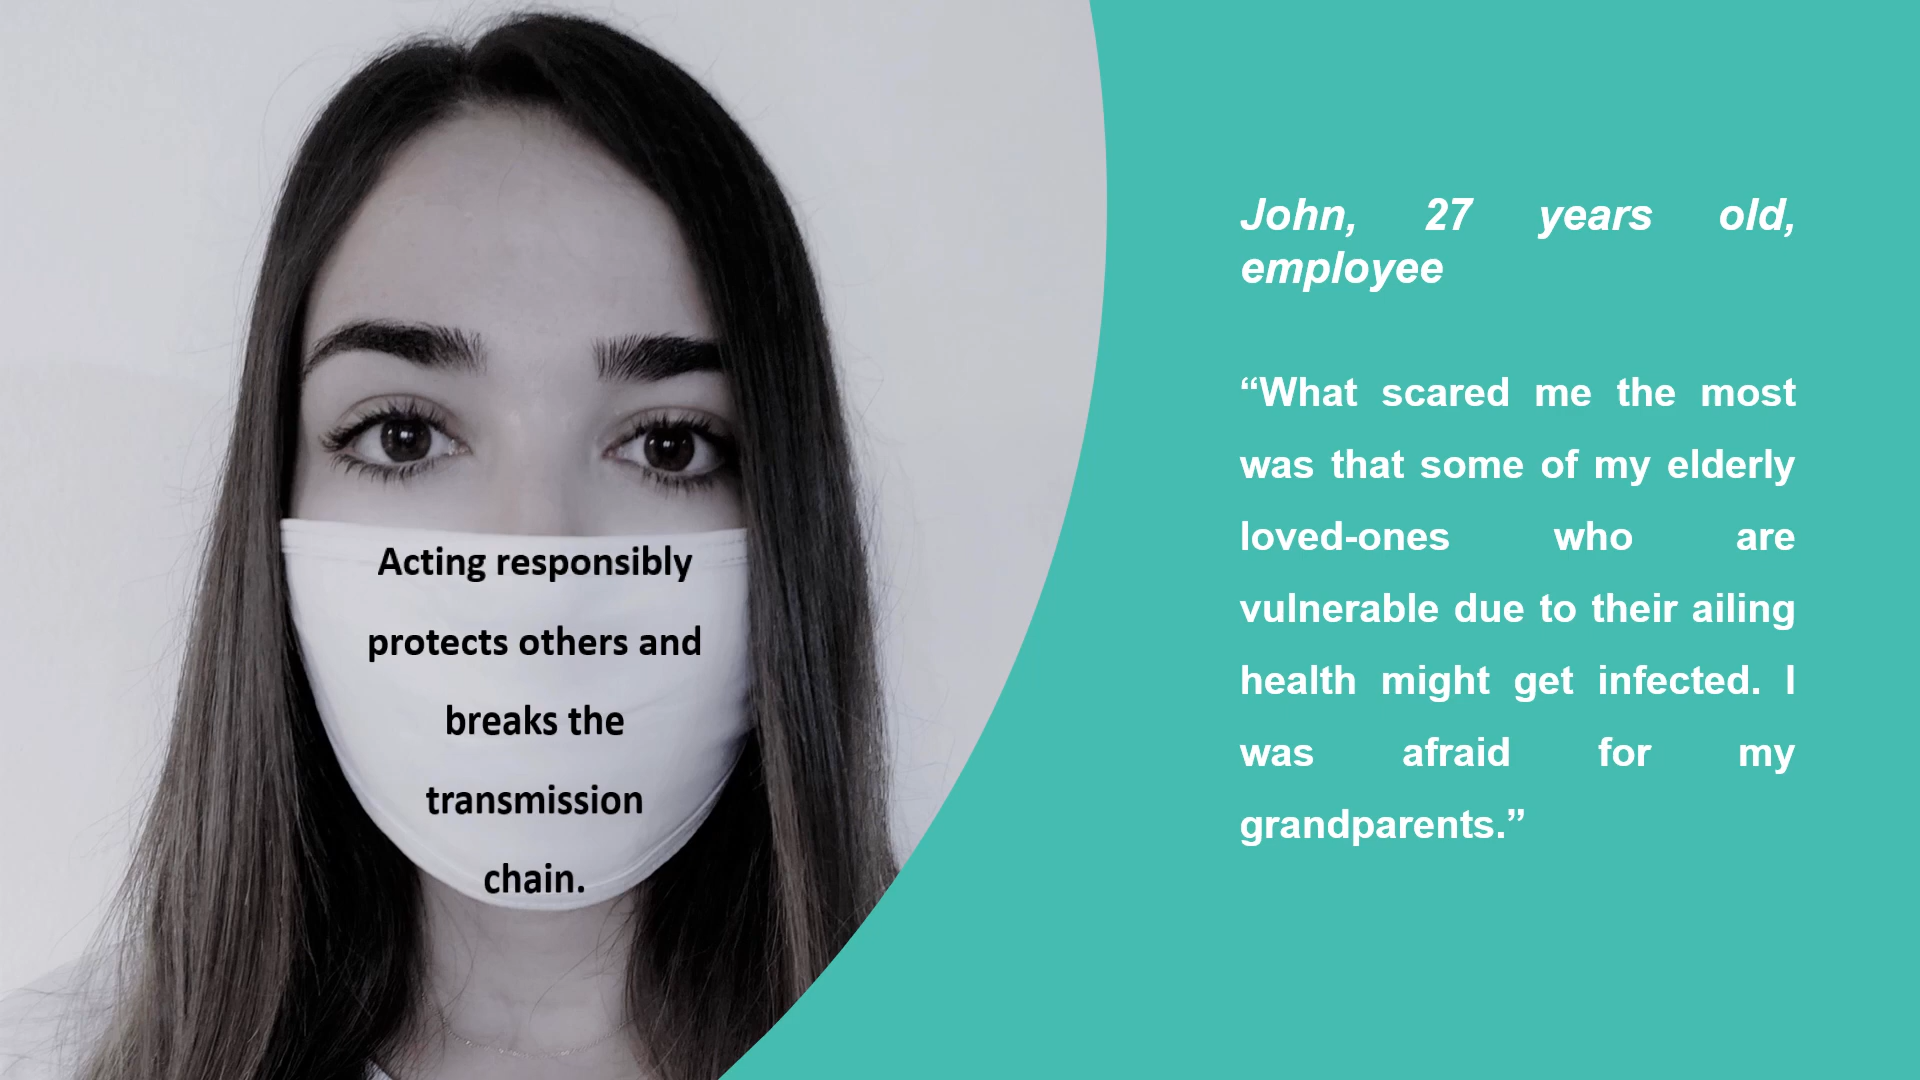 Acting responsibly
protects others and
breaks the
transmission
chain.
John, 27 years old,
employee
“What scared me the most
was that some of my elderly
loved-ones who are
vulnerable due to their ailing
health might get infected. I
was afraid for my
grandparents.”